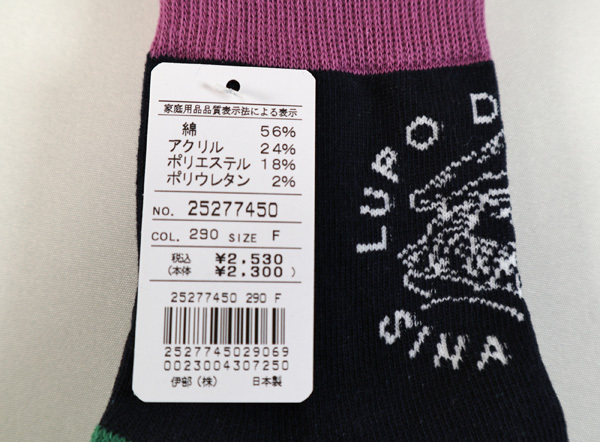 家庭用品品質表示法による表示
綿 56%
アクリル 24%
ポリエステル 18%
ポリウレタン 2%
NO. 25277450
COL. 290 SIZE F
税込 ¥2,530
(本体 ¥2,300)
25277450 290 F
2527745029069
0023004307250
伊部(株) 日本製
LUPO D
SINA